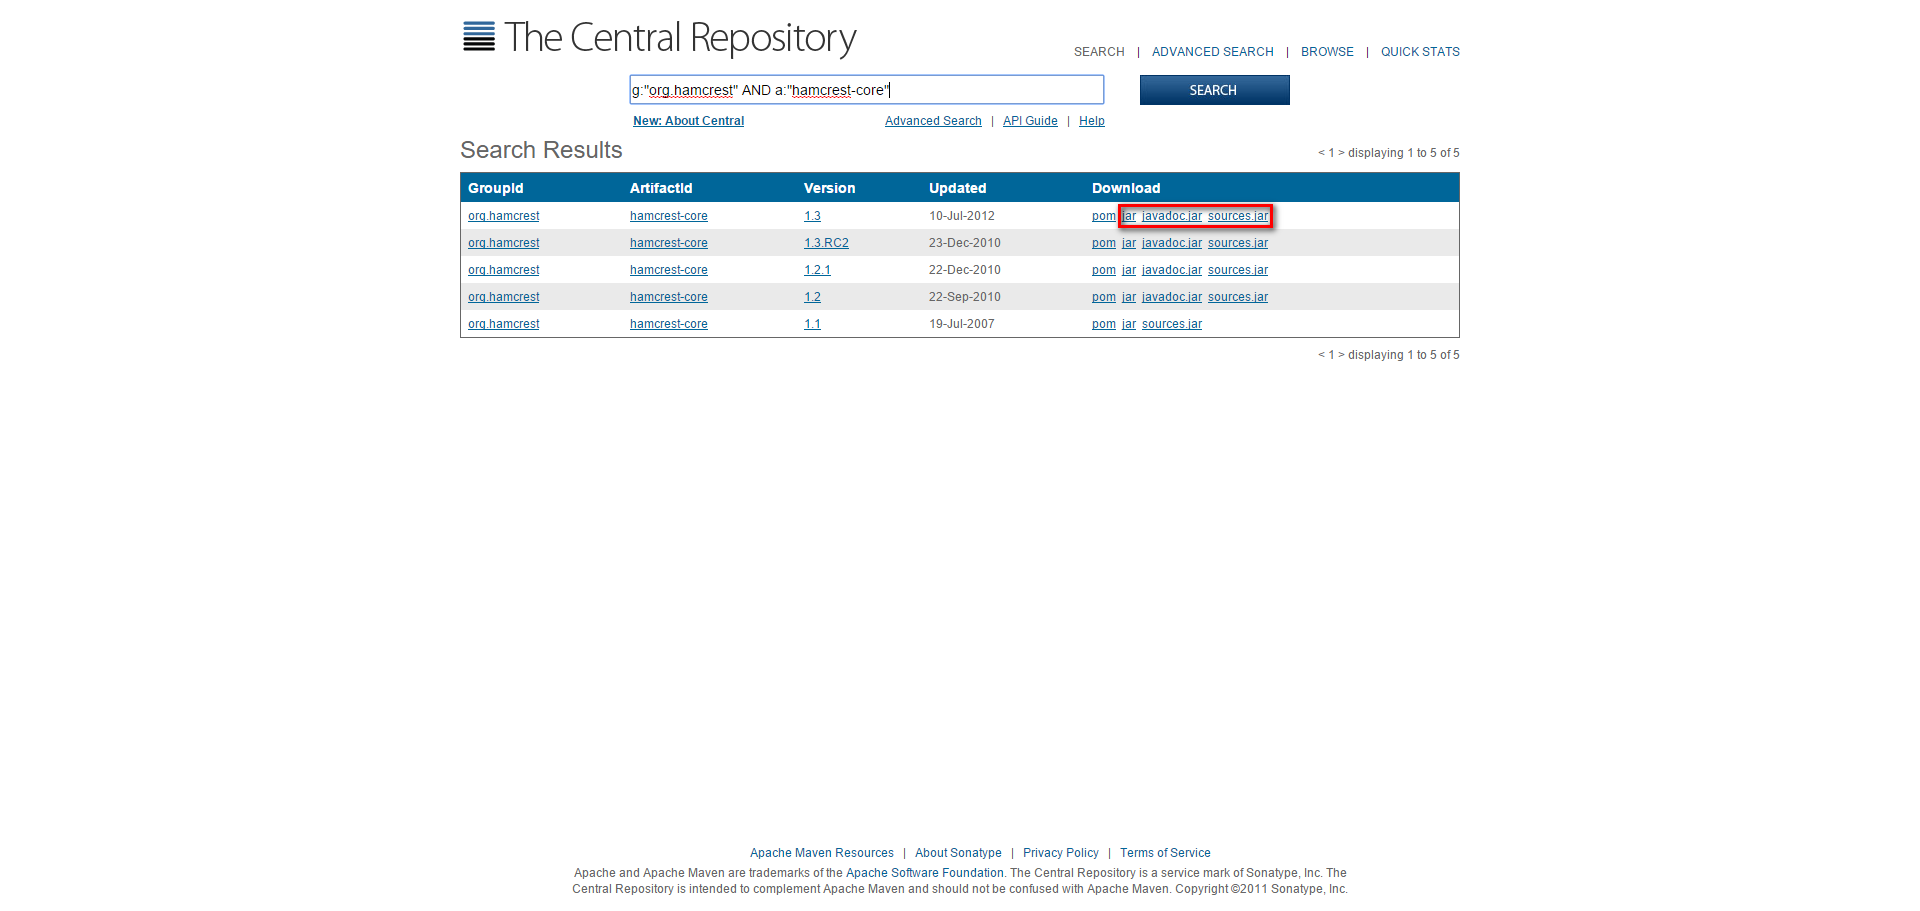 The Central Repository
SEARCH | ADVANCED SEARCH | BROWSE | QUICK STATS
g:"org.hamcrest" AND a:"hamcrest-core"
SEARCH
New: About Central
Advanced Search | API Guide | Help
Search Results
< 1 > displaying 1 to 5 of 5
GroupId ArtifactId Version Updated Download
org.hamcrest hamcrest-core 1.3 10-Jul-2012 pom jar javadoc.jar sources.jar
org.hamcrest hamcrest-core 1.3.RC2 23-Dec-2010 pom jar javadoc.jar sources.jar
org.hamcrest hamcrest-core 1.2.1 22-Dec-2010 pom jar javadoc.jar sources.jar
org.hamcrest hamcrest-core 1.2 22-Sep-2010 pom jar javadoc.jar sources.jar
org.hamcrest hamcrest-core 1.1 19-Jul-2007 pom jar sources.jar
< 1 > displaying 1 to 5 of 5
Apache Maven Resources | About Sonatype | Privacy Policy | Terms of Service
Apache and Apache Maven are trademarks of the Apache Software Foundation. The Central Repository is a service mark of Sonatype, Inc. The
Central Repository is intended to complement Apache Maven and should not be confused with Apache Maven. Copyright ©2011 Sonatype, Inc.